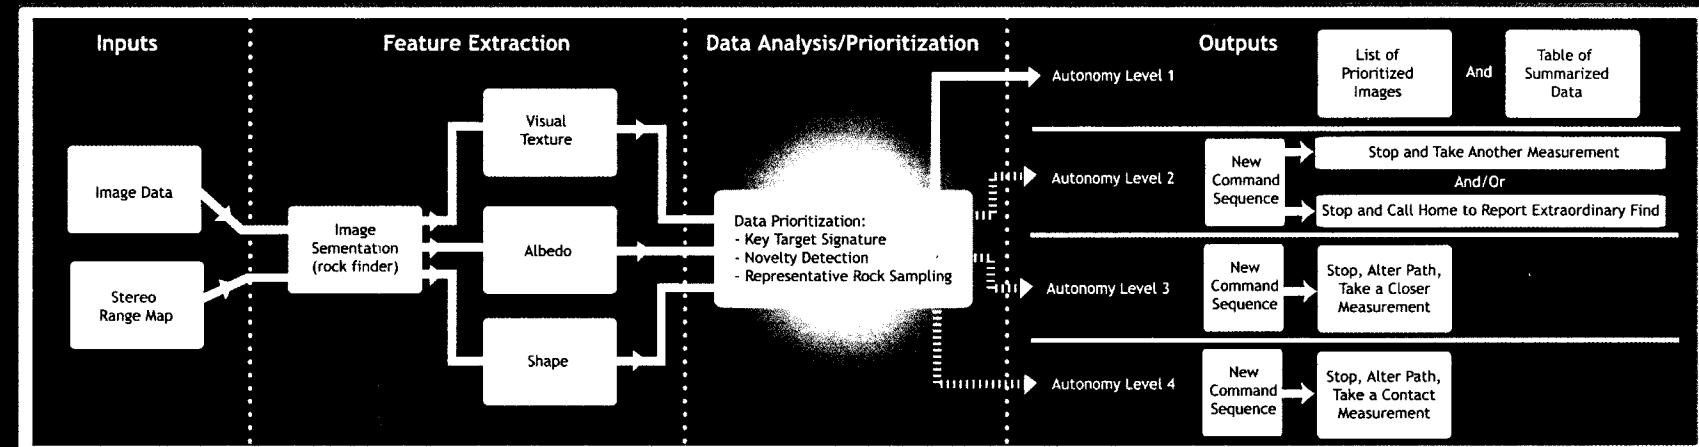 Inputs
Feature Extraction
Data Analysis/Prioritization
Outputs
Image Data
Stereo
Range Map
Image
Sementation
(rock finder)
Visual
Texture
Albedo
Shape
Data Prioritization:
- Key Target Signature
- Novelty Detection
- Representative Rock Sampling
Autonomy Level 1
List of
Prioritized
Images
And
Table of
Summarized
Data
Autonomy Level 2
New
Command
Sequence
Stop and Take Another Measurement
And/Or
Stop and Call Home to Report Extraordinary Find
Autonomy Level 3
New
Command
Sequence
Stop, Alter Path,
Take a Closer
Measurement
Autonomy Level 4
New
Command
Sequence
Stop, Alter Path,
Take a Contact
Measurement